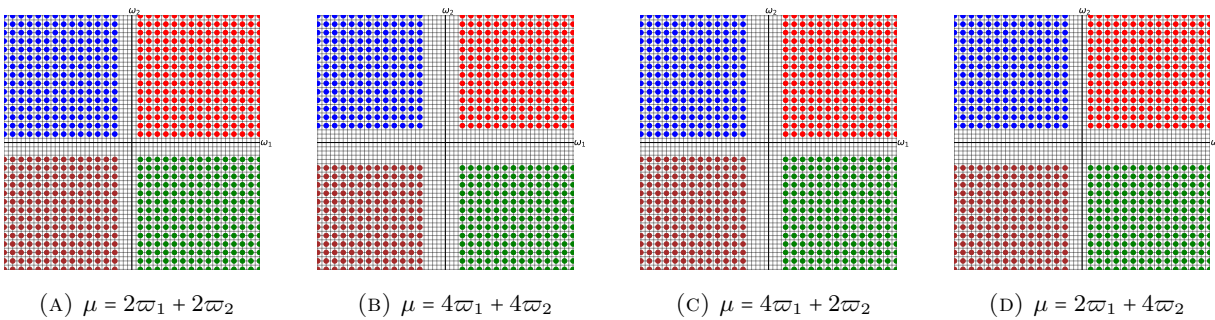 ω₂ ω₂ ω₂ ω₂
ω₁ ω₁ ω₁ ω
(A) μ = 2ϖ₁ + 2ϖ₂ (B) μ = 4ϖ₁ + 4ϖ₂ (C) μ = 4ϖ₁ + 2ϖ₂ (D) μ = 2ϖ₁ + 4ϖ₂